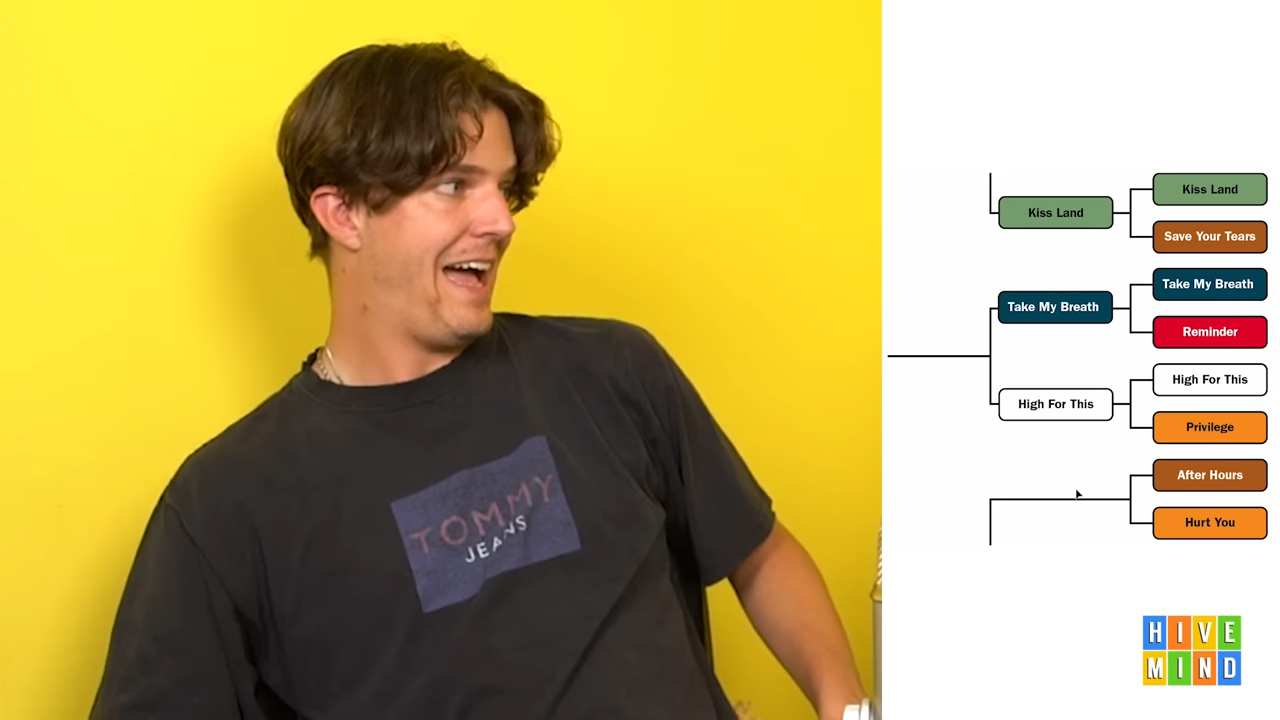 TOMMY
JEANS
Kiss Land
Kiss Land
Save Your Tears
Take My Breath
Take My Breath
Reminder
High For This
High For This
Privilege
After Hours
Hurt You
HIVE
MIND